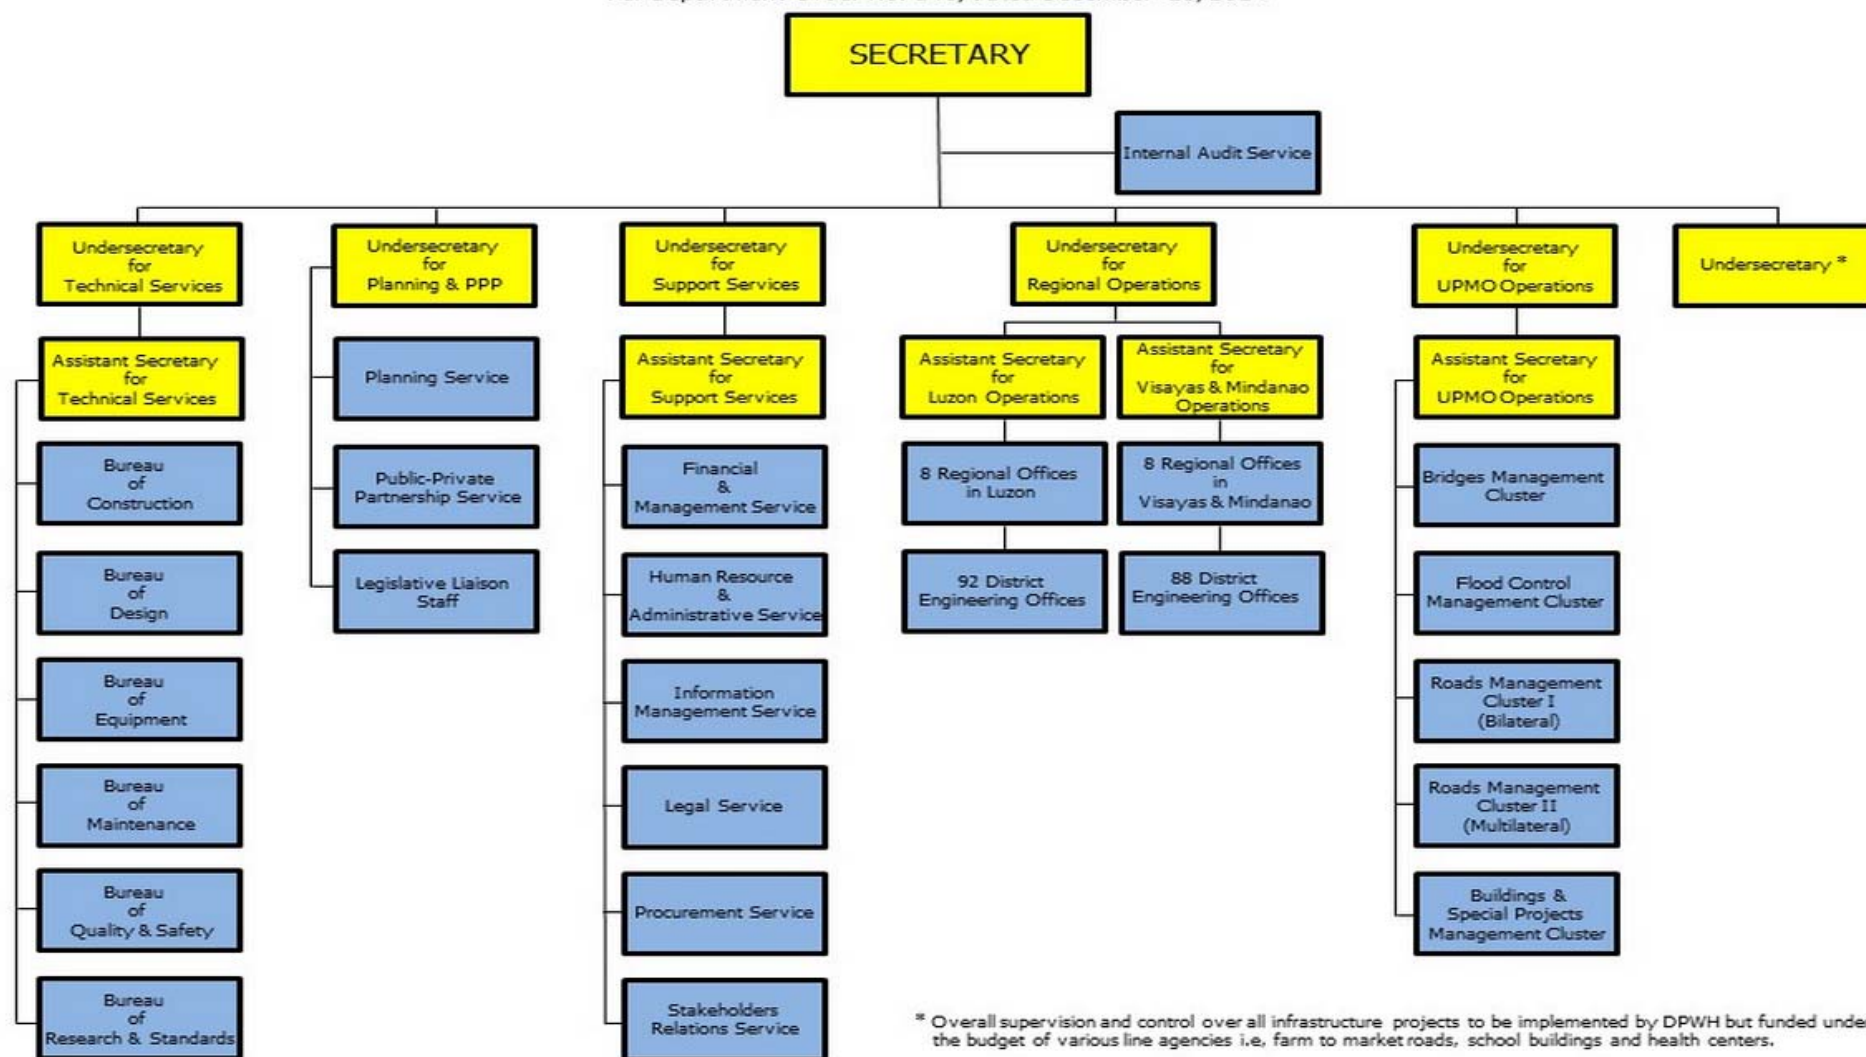 SECRETARY
Internal Audit Service
Undersecretary
for
Technical Services
Undersecretary
for
Planning & PPP
Undersecretary
for
Support Services
Undersecretary
for
Regional Operations
Undersecretary
for
UPMO Operations
Undersecretary *
Assistant Secretary
for
Technical Services
Bureau
of
Construction
Bureau
of
Design
Bureau
of
Equipment
Bureau
of
Maintenance
Bureau
of
Quality & Safety
Bureau
of
Research & Standards
Planning Service
Public-Private
Partnership Service
Legislative Liaison
Staff
Assistant Secretary
for
Support Services
Financial
&
Management Service
Human Resource
&
Administrative Service
Information
Management Service
Legal Service
Procurement Service
Stakeholders
Relations Service
Assistant Secretary
for
Luzon Operations
8 Regional Offices
in Luzon
92 District
Engineering Offices
Assistant Secretary
for
Visayas & Mindanao
Operations
8 Regional Offices
in
Visayas & Mindanao
88 District
Engineering Offices
Assistant Secretary
for
UPMO Operations
Bridges Management
Cluster
Flood Control
Management Cluster
Roads Management
Cluster I
(Bilateral)
Roads Management
Cluster II
(Multilateral)
Buildings &
Special Projects
Management Cluster
* Overall supervision and control over all infrastructure projects to be implemented by DPWH but funded under
the budget of various line agencies i.e, farm to market roads, school buildings and health centers.